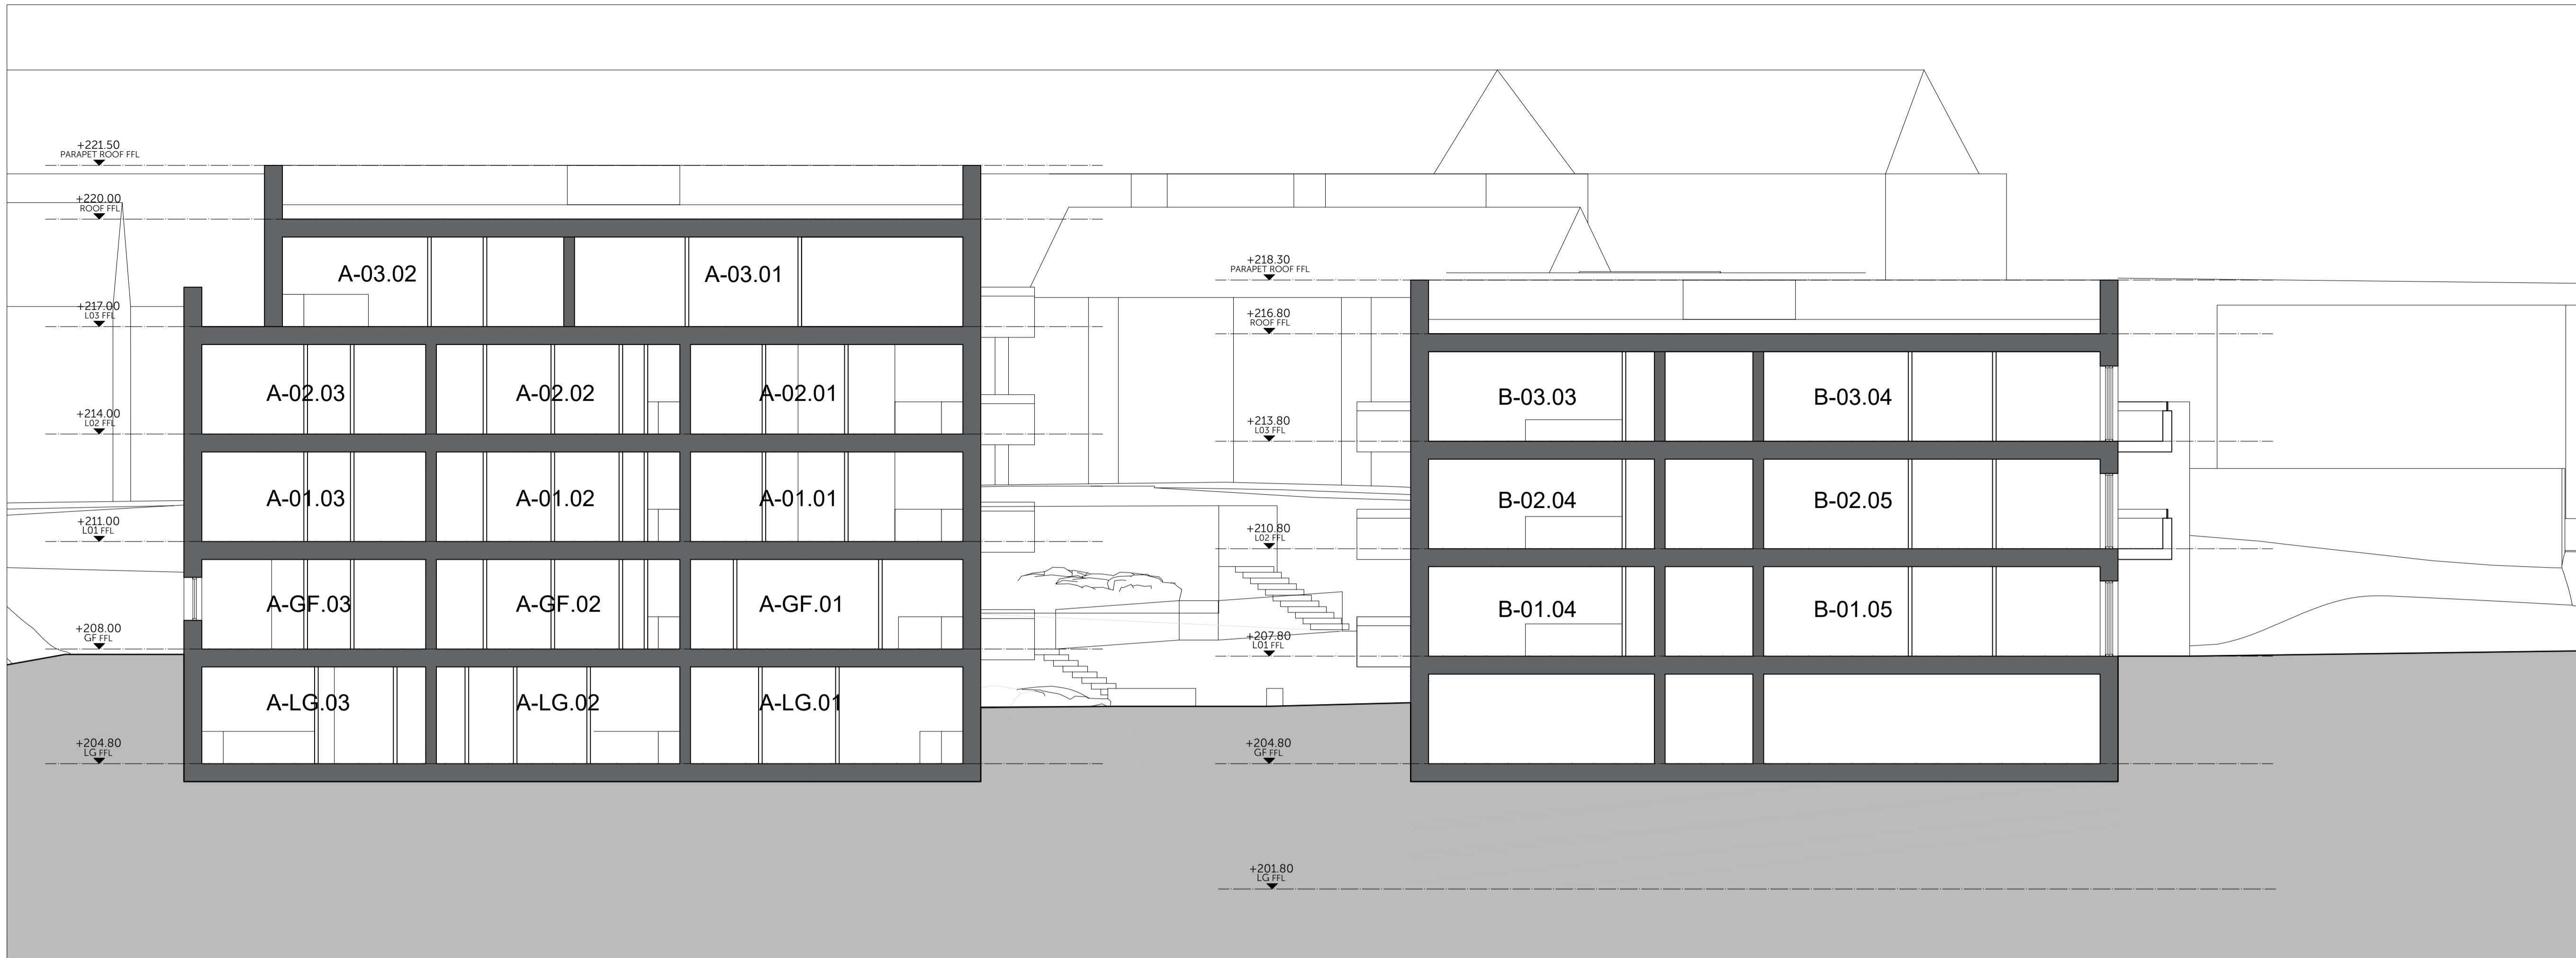 +221.50
PARAPET ROOF FFL
+220.00
ROOF FFL
A-03.02
A-03.01
+217.00
L03 FFL
A-02.03
A-02.02
A-02.01
+214.00
L02 FFL
A-01.03
A-01.02
A-01.01
+211.00
L01 FFL
A-GF.03
A-GF.02
A-GF.01
+208.00
GF FFL
A-LG.03
A-LG.02
A-LG.01
+204.80
LG FFL
+218.30
PARAPET ROOF FFL
+216.80
ROOF FFL
B-03.03
B-03.04
+213.80
L03 FFL
B-02.04
B-02.05
+210.80
L02 FFL
B-01.04
B-01.05
+207.80
L01 FFL
+204.80
GF FFL
+201.80
LG FFL